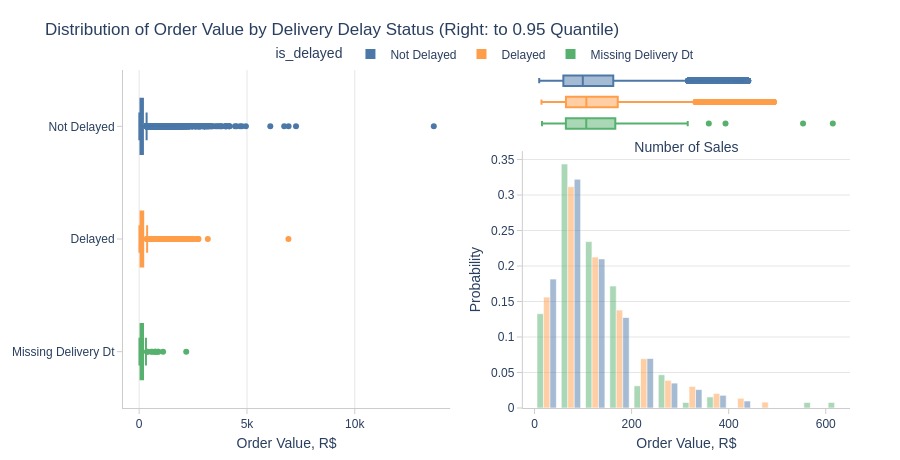 Distribution of Order Value by Delivery Delay Status (Right: to 0.95 Quantile)
is_delayed Not Delayed Delayed Missing Delivery Dt
Not Delayed
Delayed
Missing Delivery Dt
0 5k 10k
Order Value, R$
Number of Sales
Probability
0.35
0.3
0.25
0.2
0.15
0.1
0.05
0
0 200 400 600
Order Value, R$